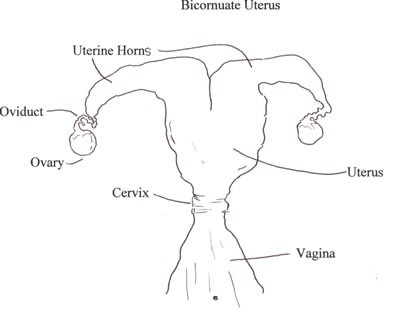 Bicornuate Uterus
Uterine Horns
Oviduct
Ovary
Uterus
Cervix
Vagina